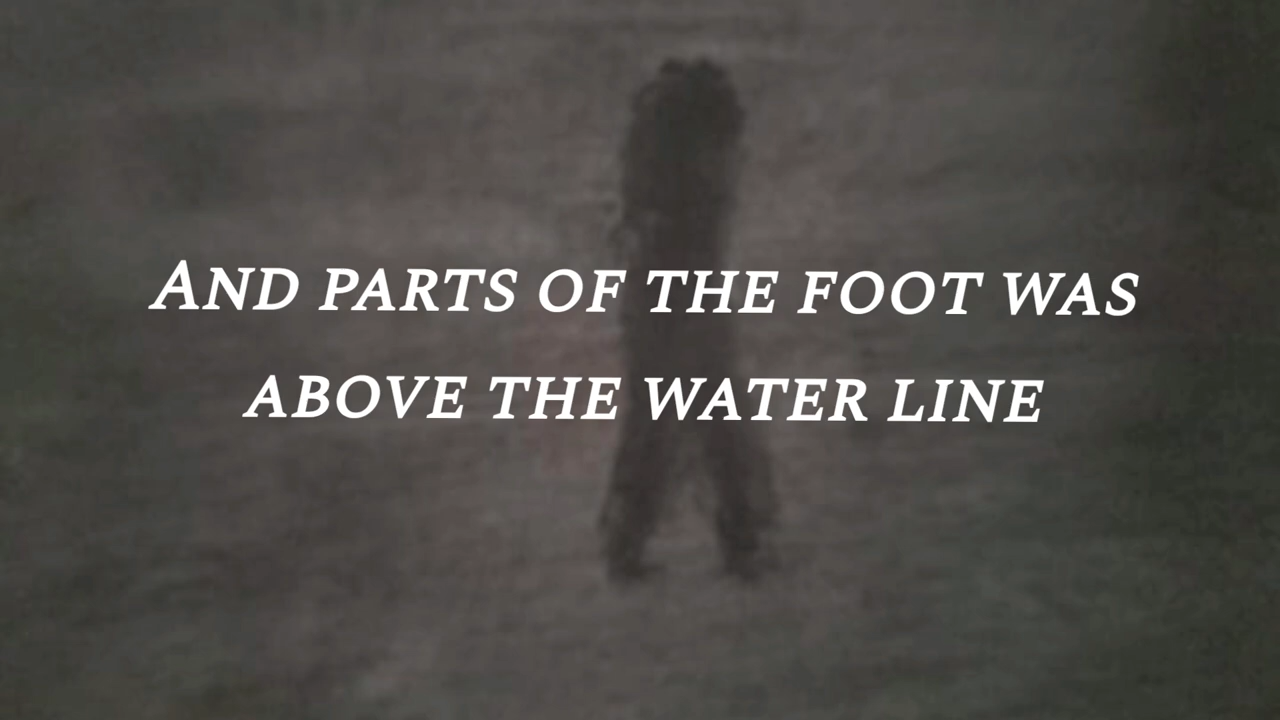 And parts of the foot was
above the water line